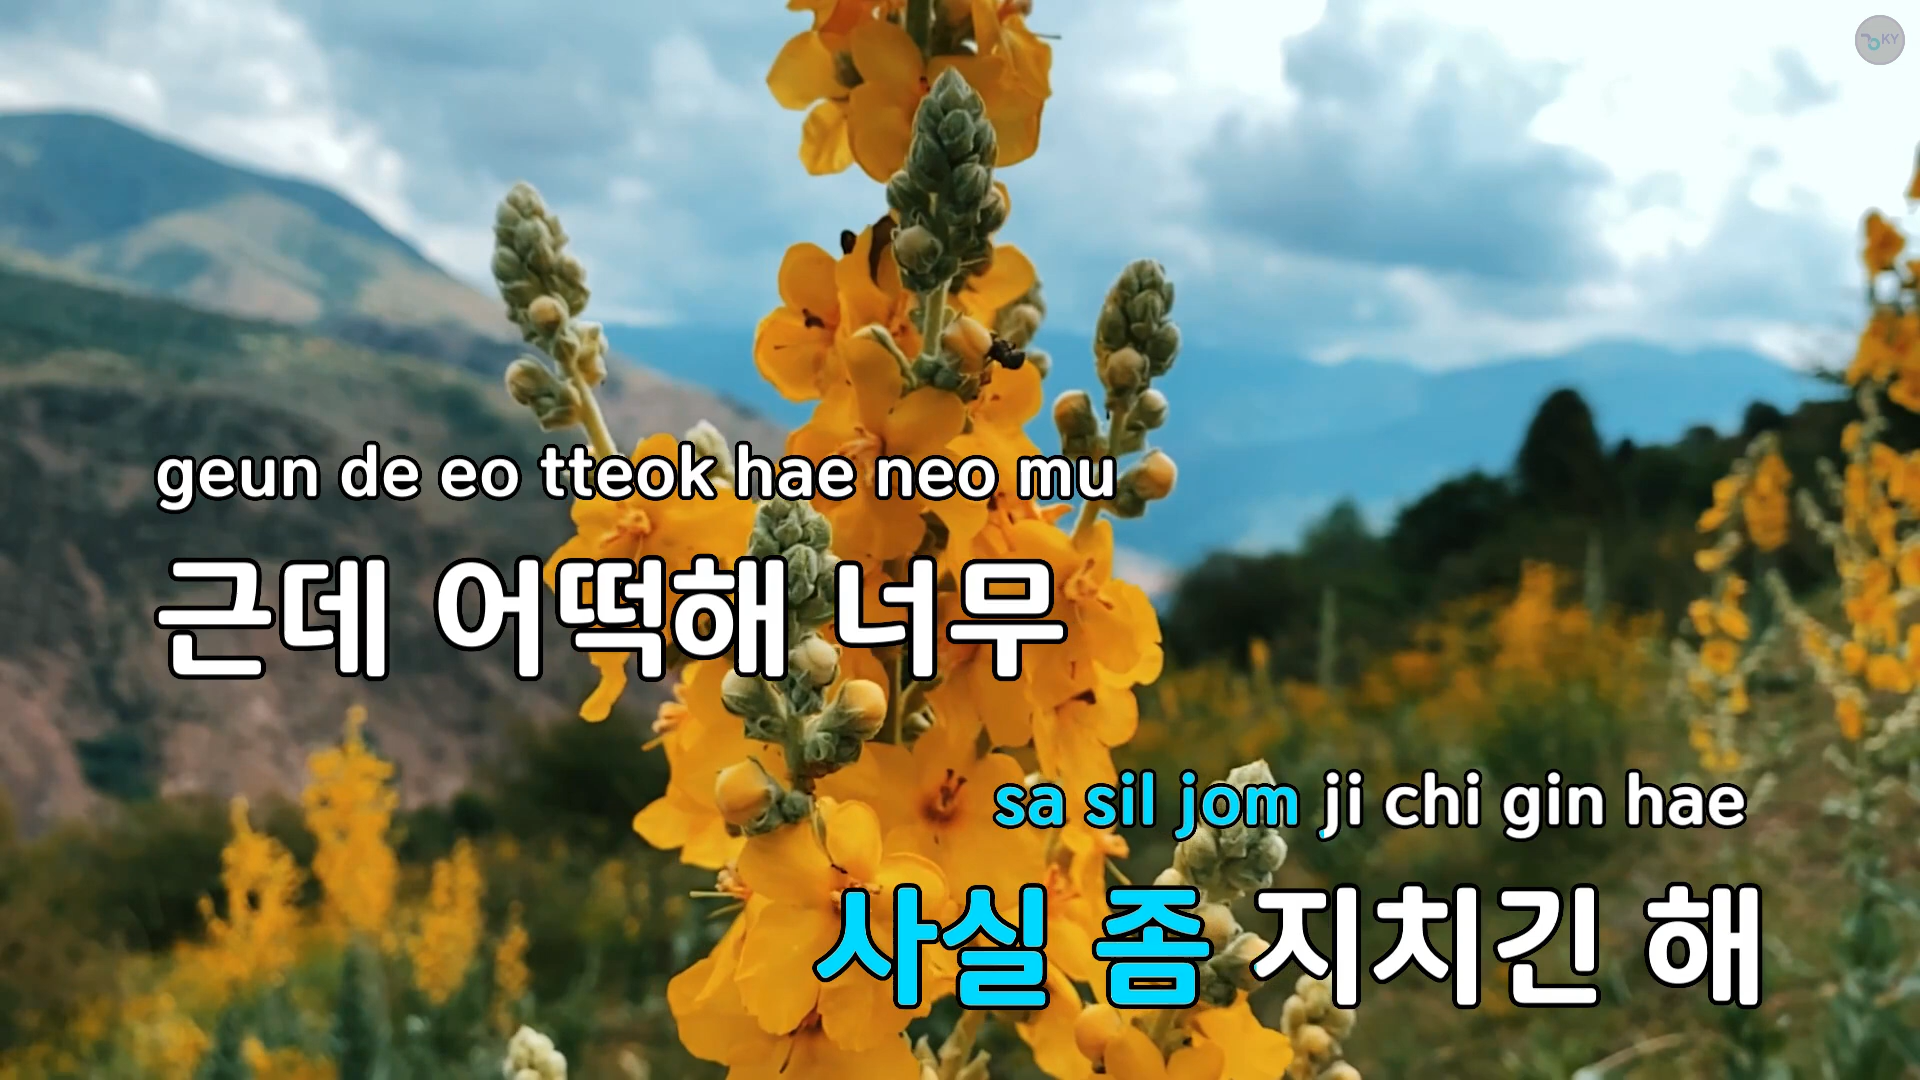 KY
geun de eo tteok hae neo mu
근데 어떡해 너무
sa sil jom ji chi gin hae
사실 좀 지치긴 해